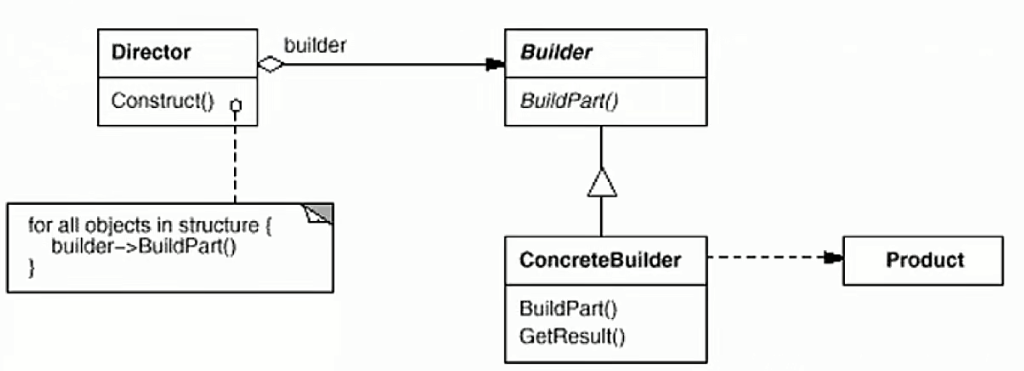 Director
Construct()
builder
Builder
BuildPart()
for all objects in structure {
builder->BuildPart()
}
ConcreteBuilder
BuildPart()
GetResult()
Product